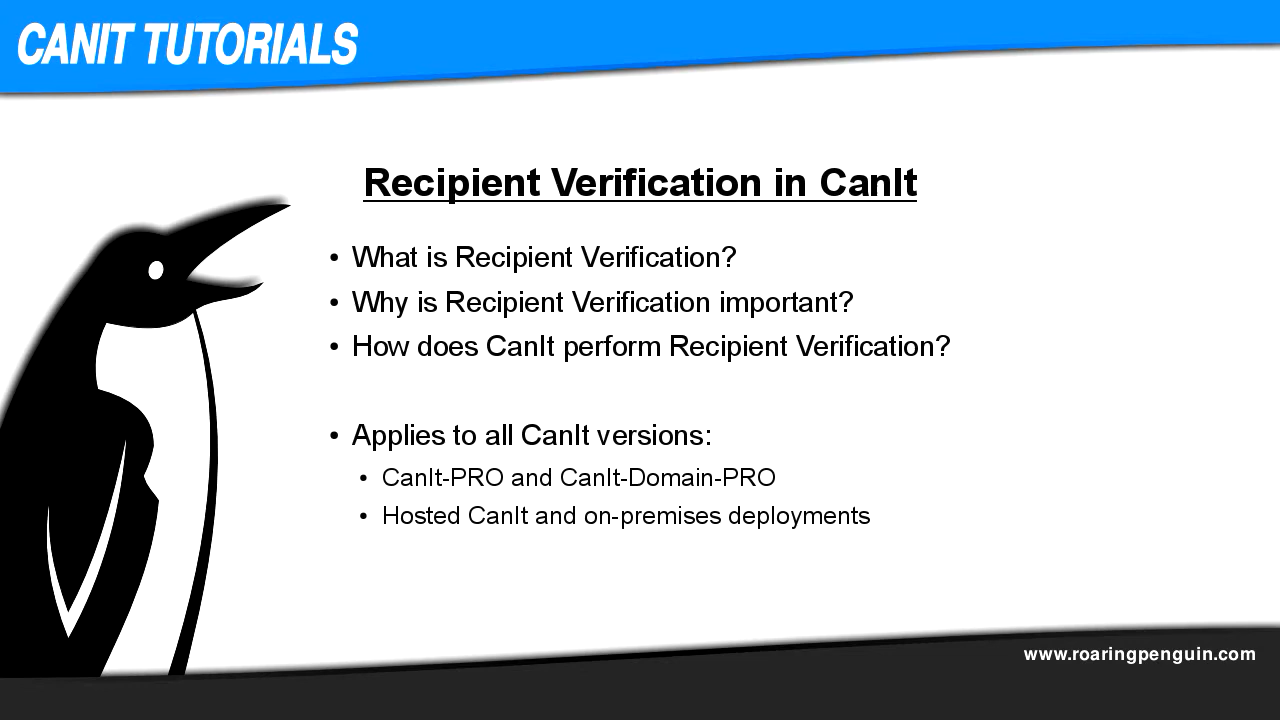 CANIT TUTORIALS
Recipient Verification in CanIt
• What is Recipient Verification?
• Why is Recipient Verification important?
• How does CanIt perform Recipient Verification?
• Applies to all CanIt versions:
• CanIt-PRO and CanIt-Domain-PRO
• Hosted CanIt and on-premises deployments
www.roaringpenguin.com